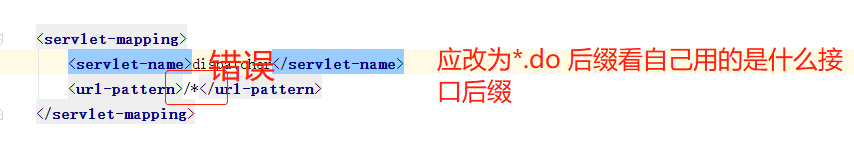 <servlet-mapping>
<servlet-name>dispatcher</servlet-name>
错误
<url-pattern>/*</url-pattern>
</servlet-mapping>
应改为*.do 后缀看自己用的是什么接
口后缀